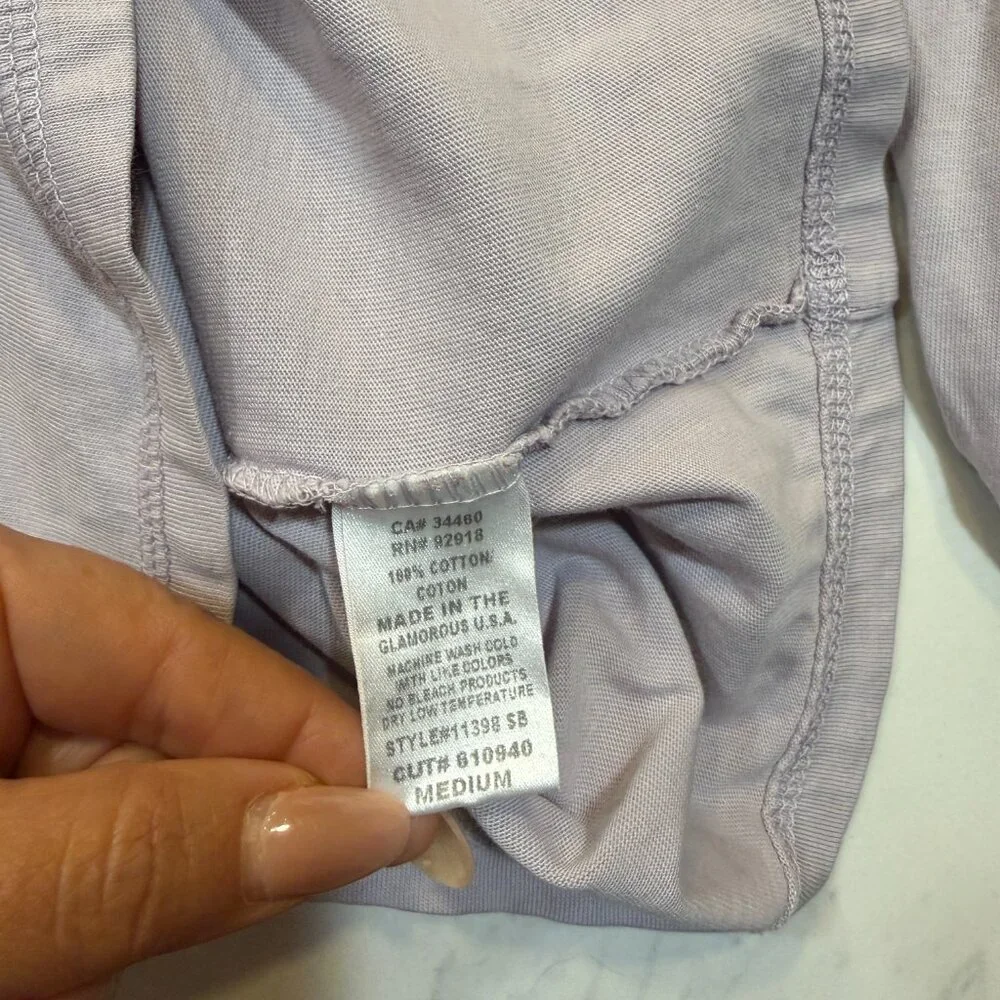 CA# 34460
RN# 92918
100% COTTON/
COTON
MADE IN THE
GLAMOROUS U.S.A.
MACHINE WASH COLD
WITH LIKE COLORS
NO BLEACH PRODUCTS
DRY LOW TEMPERATURE
STYLE#11398 SB
CUT# 610940
MEDIUM